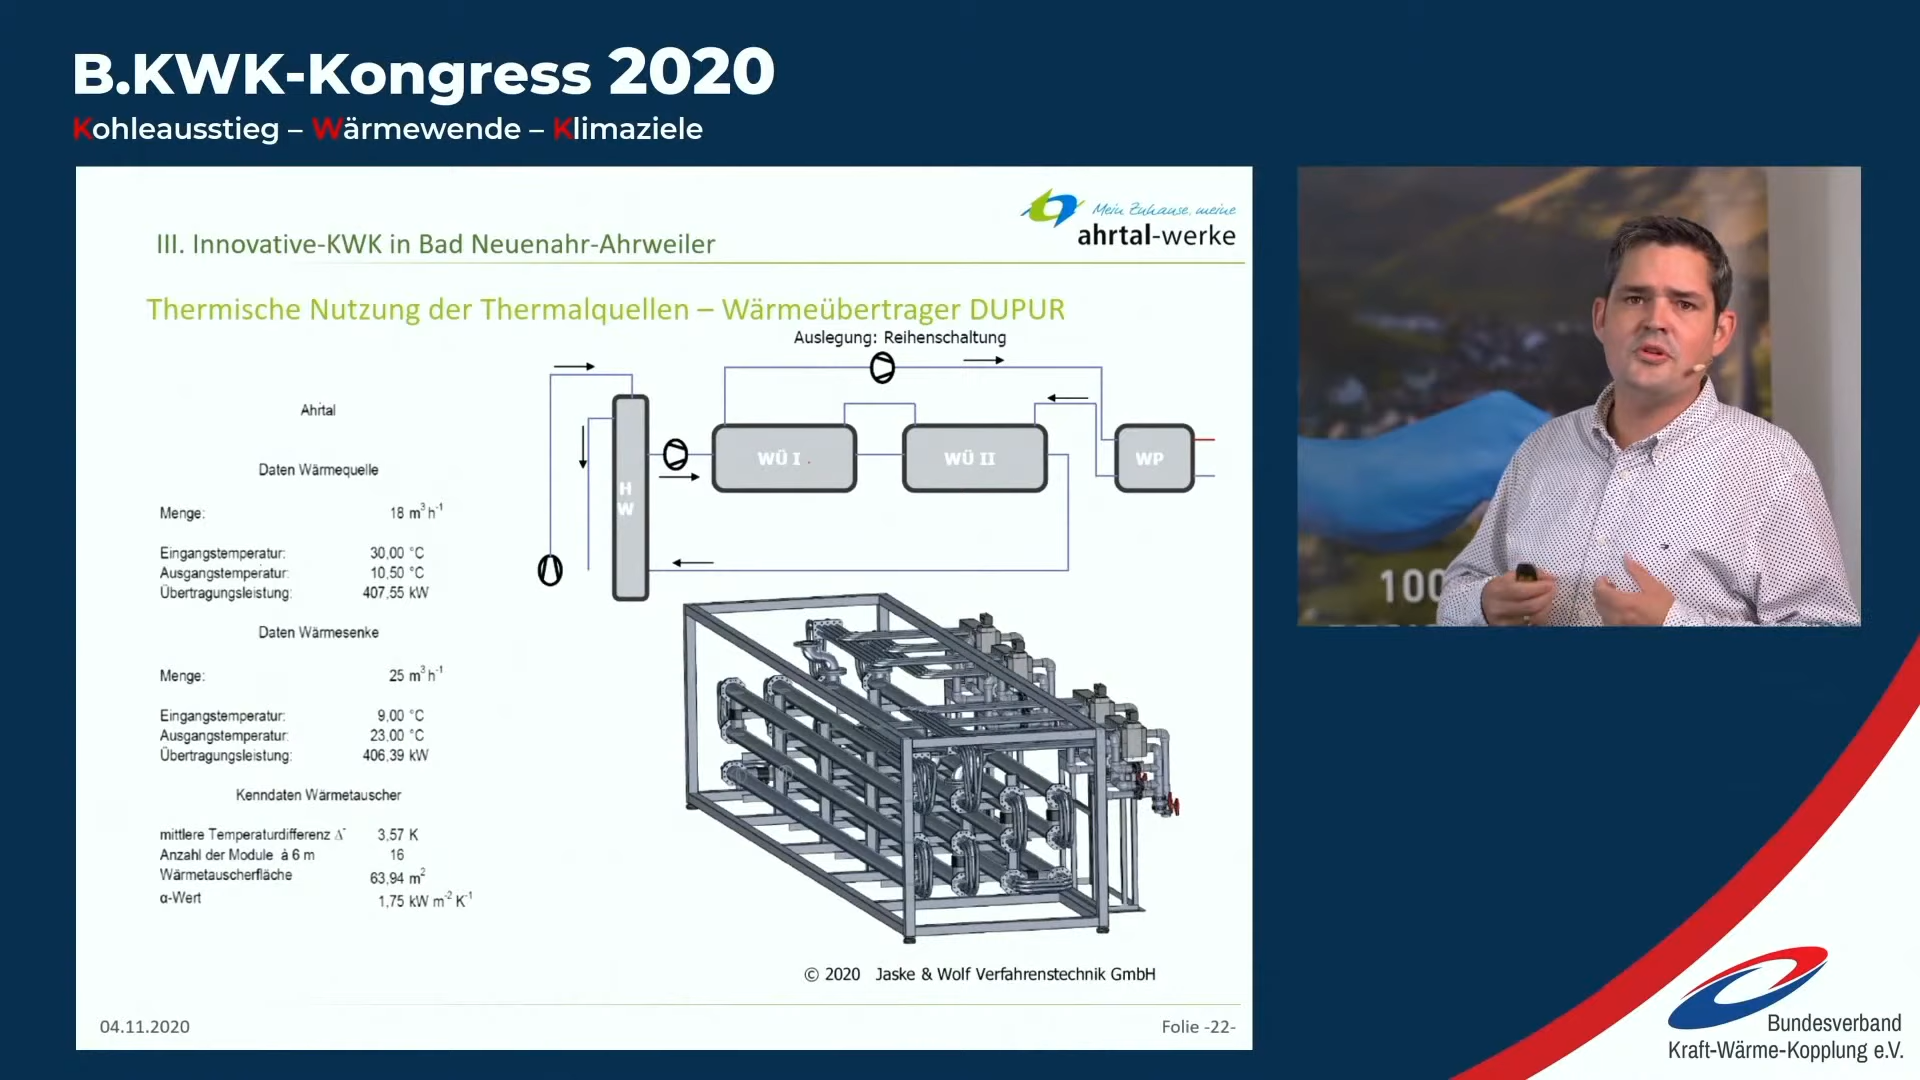 B.KWK-Kongress 2020
Kohleausstieg – Wärmewende – Klimaziele
Mein Zuhause, meine
ahrtal-werke
III. Innovative-KWK in Bad Neuenahr-Ahrweiler
Thermische Nutzung der Thermalquellen – Wärmeübertrager DUPUR
Auslegung: Reihenschaltung
H
W
WÜ I
WÜ II
WP
Ahrtal
Daten Wärmequelle
Menge: 18 m³h⁻¹
Eingangstemperatur: 30,00 °C
Ausgangstemperatur: 10,50 °C
Übertragungsleistung: 407,55 kW
Daten Wärmesenke
Menge: 25 m³h⁻¹
Eingangstemperatur: 9,00 °C
Ausgangstemperatur: 23,00 °C
Übertragungsleistung: 406,39 kW
Kenndaten Wärmetauscher
mittlere Temperaturdifferenz Δ 3,57 K
Anzahl der Module à 6 m 16
Wärmetauscherfläche 63,94 m²
α-Wert 1,75 kW m⁻² K⁻¹
© 2020 Jaske & Wolf Verfahrenstechnik GmbH
04.11.2020
Folie -22-
100
Bundesverband
Kraft-Wärme-Kopplung e.V.